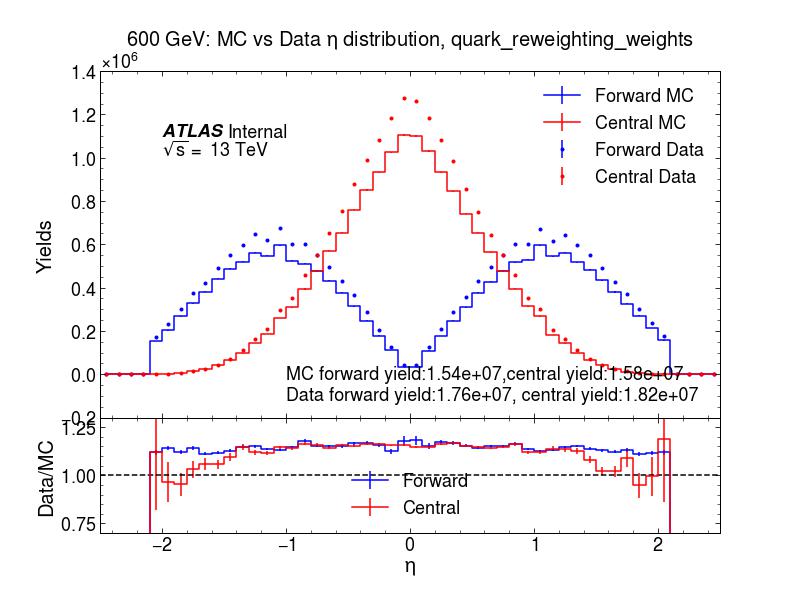 600 GeV: MC vs Data η distribution, quark_reweighting_weights
×10⁶
1.4
1.2
1.0
0.8
0.6
0.4
0.2
0.0
0.2
Yields
ATLAS Internal
√s = 13 TeV
Forward MC
Central MC
Forward Data
Central Data
MC forward yield:1.54e+07,central yield:1.58e+07
Data forward yield:1.76e+07, central yield:1.82e+07
1.25
1.00
0.75
Data/MC
Forward
Central
−2 −1 0 1 2
η